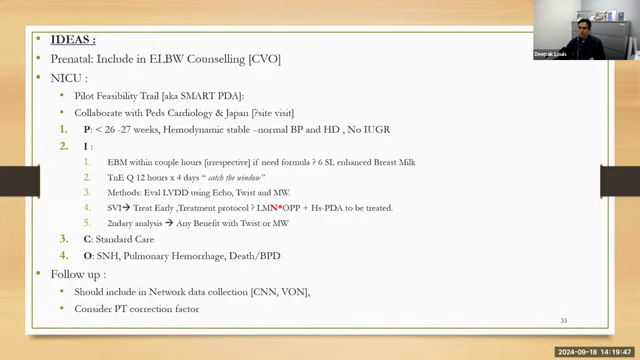 IDEAS :
Prenatal: Include in ELBW Counselling [CVO]
NICU :
Pilot Feasibility Trail [aka SMART PDA]:
Collaborate with Peds Cardiology & Japan [?site visit]
1. P: < 26 -27 weeks, Hemodynamic stable –normal BP and HD , No IUGR
2. I :
1. EBM within couple hours [irrespective] if need formula ? 6 SL enhanced Breast Milk
2. TnE Q 12 hours x 4 days “ catch the window”
3. Methods: Eval LVDD using Echo, Twist and MW.
4. SVI→ Treat Early ,Treatment protocol ? LMN*OPP + Hs-PDA to be treated.
5. 2ndary analysis → Any Benefit with Twist or MW
3. C: Standard Care
4. O: SNH, Pulmonary Hemorrhage, Death/BPD
Follow up :
Should include in Network data collection [CNN, VON],
Consider PT correction factor
55
Deepak Louis
2024-09-18 14:19:47